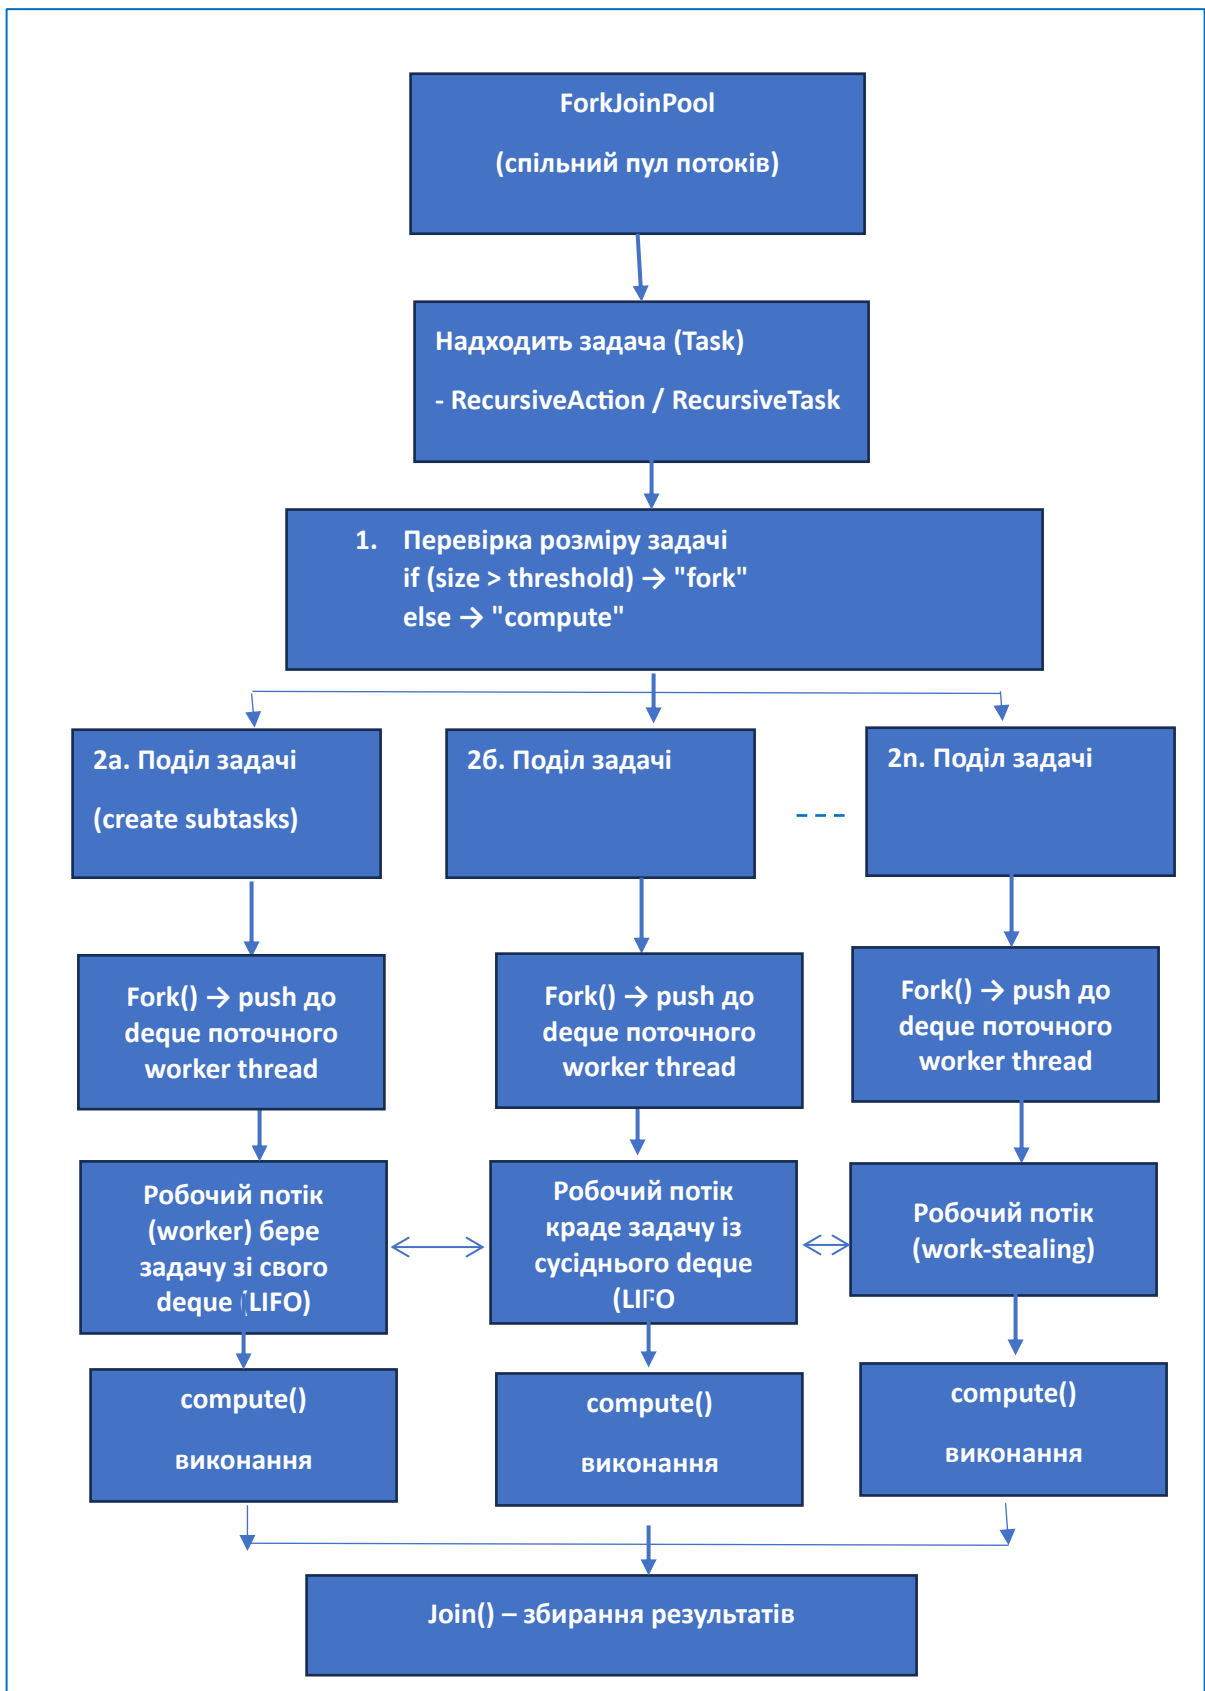 ForkJoinPool
(спільний пул потоків)
Надходить задача (Task)
- RecursiveAction / RecursiveTask
1. Перевірка розміру задачі
if (size > threshold) → "fork"
else → "compute"
2а. Поділ задачі
(create subtasks)
2б. Поділ задачі
2n. Поділ задачі
Fork() → push до
deque поточного
worker thread
Fork() → push до
deque поточного
worker thread
Fork() → push до
deque поточного
worker thread
Робочий потік
(worker) бере
задачу зі свого
deque (LIFO)
Робочий потік
краде задачу із
сусіднього deque
(LIFO
Робочий потік
(work-stealing)
compute()
виконання
compute()
виконання
compute()
виконання
Join() – збирання результатів